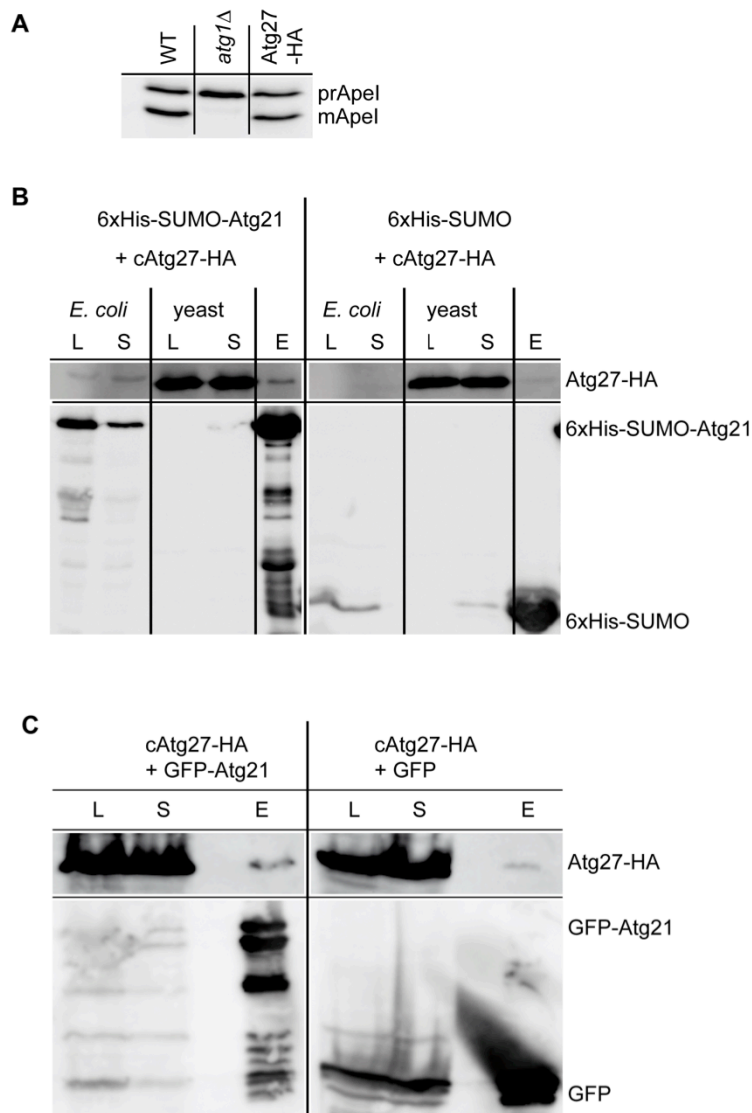 A
WT
atg1Δ
Atg27
-HA
prApeI
mApeI
B
6xHis-SUMO-Atg21
+ cAtg27-HA
6xHis-SUMO
+ cAtg27-HA
E. coli yeast
E. coli yeast
L S L S E
L S L S E
Atg27-HA
6xHis-SUMO-Atg21
6xHis-SUMO
C
cAtg27-HA
+ GFP-Atg21
cAtg27-HA
+ GFP
L S E
L S E
Atg27-HA
GFP-Atg21
GFP